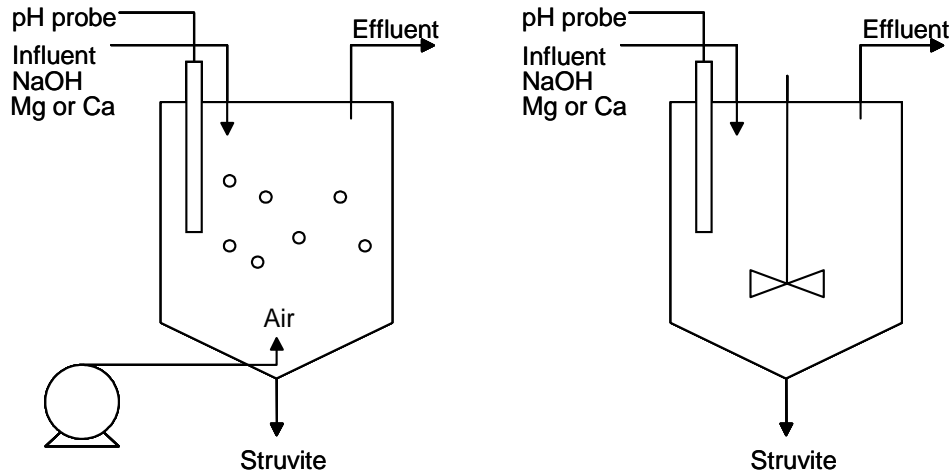 pH probe
Influent
NaOH
Mg or Ca
Effluent
Air
Struvite
pH probe
Influent
NaOH
Mg or Ca
Effluent
Struvite